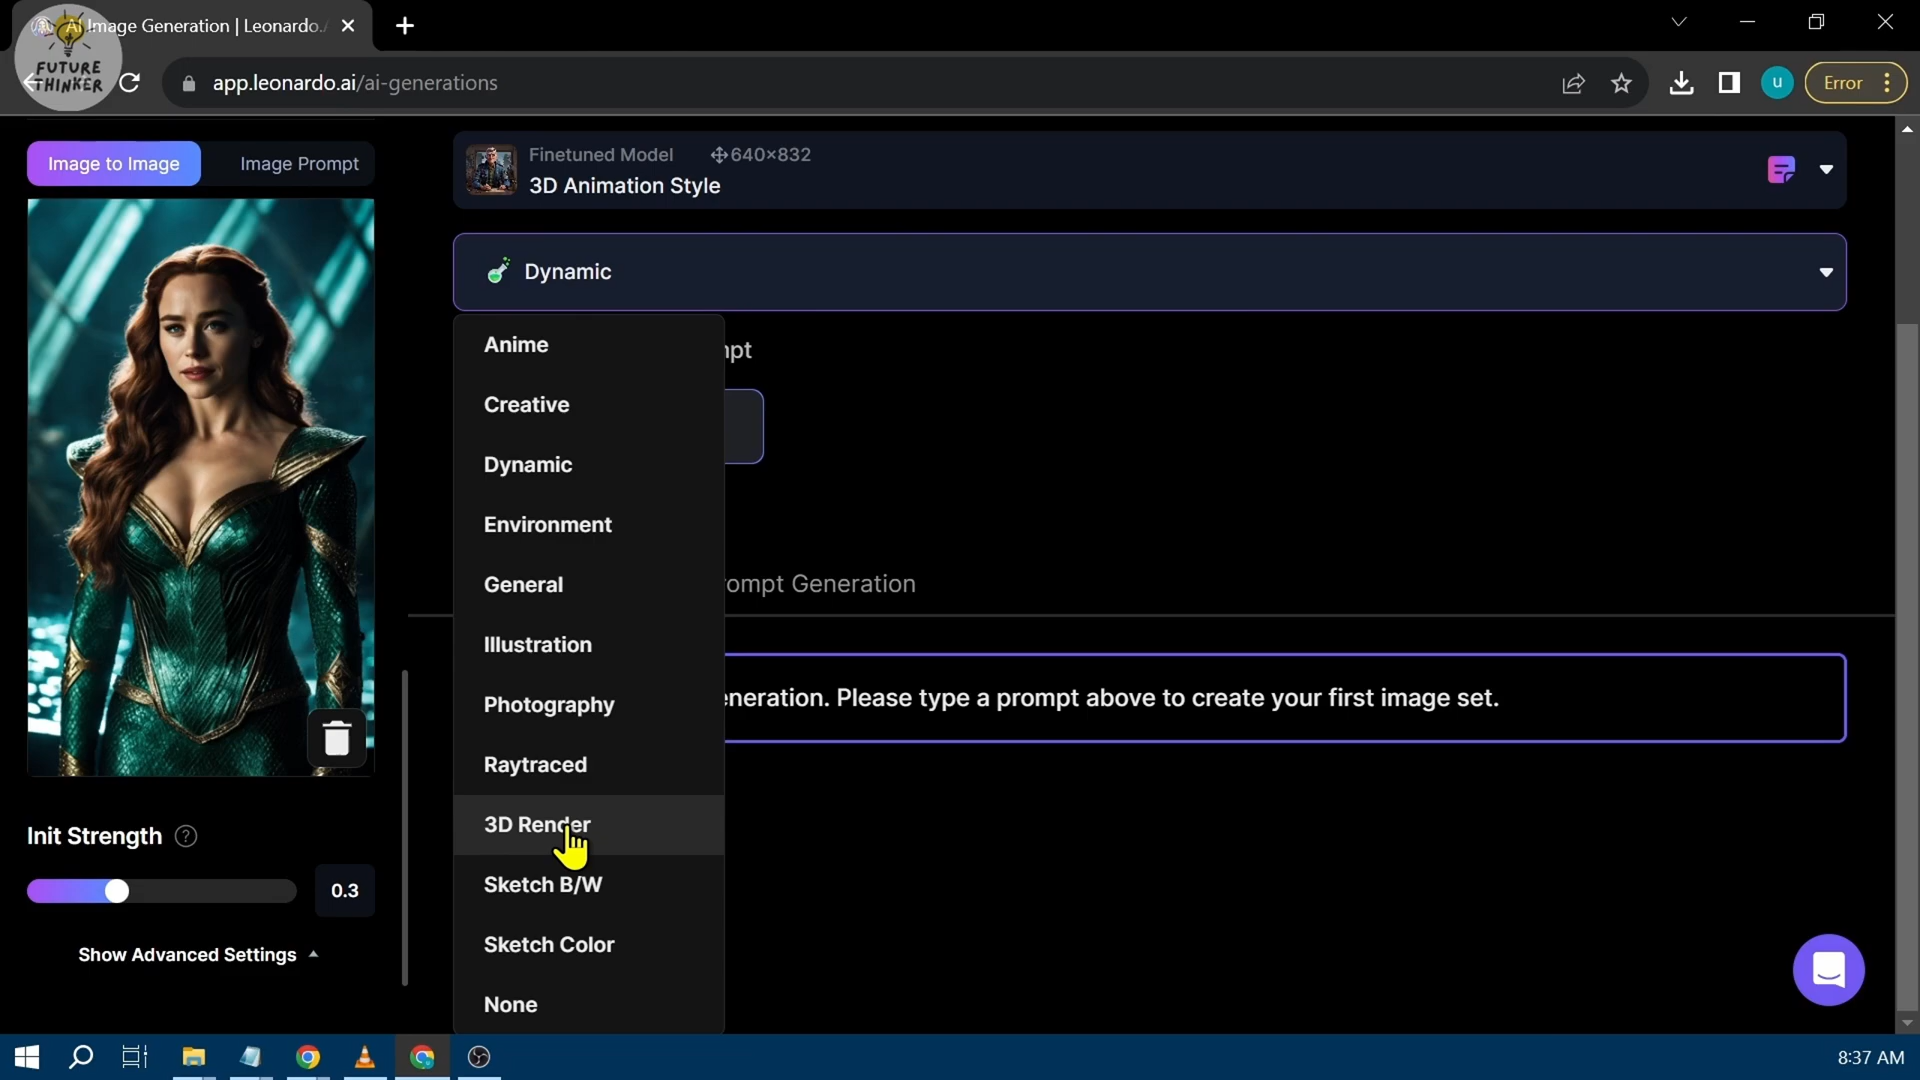 AI Image Generation | Leonardo.
FUTURE
THINKER
app.leonardo.ai/ai-generations
u
Error
Image to Image
Image Prompt
Finetuned Model
640×832
3D Animation Style
Dynamic
Anime
Creative
Dynamic
Environment
General
Illustration
Photography
Raytraced
3D Render
Sketch B/W
Sketch Color
None
Generation
Please type a prompt above to create your first image set.
Init Strength
?
0.3
Show Advanced Settings
8:37 AM